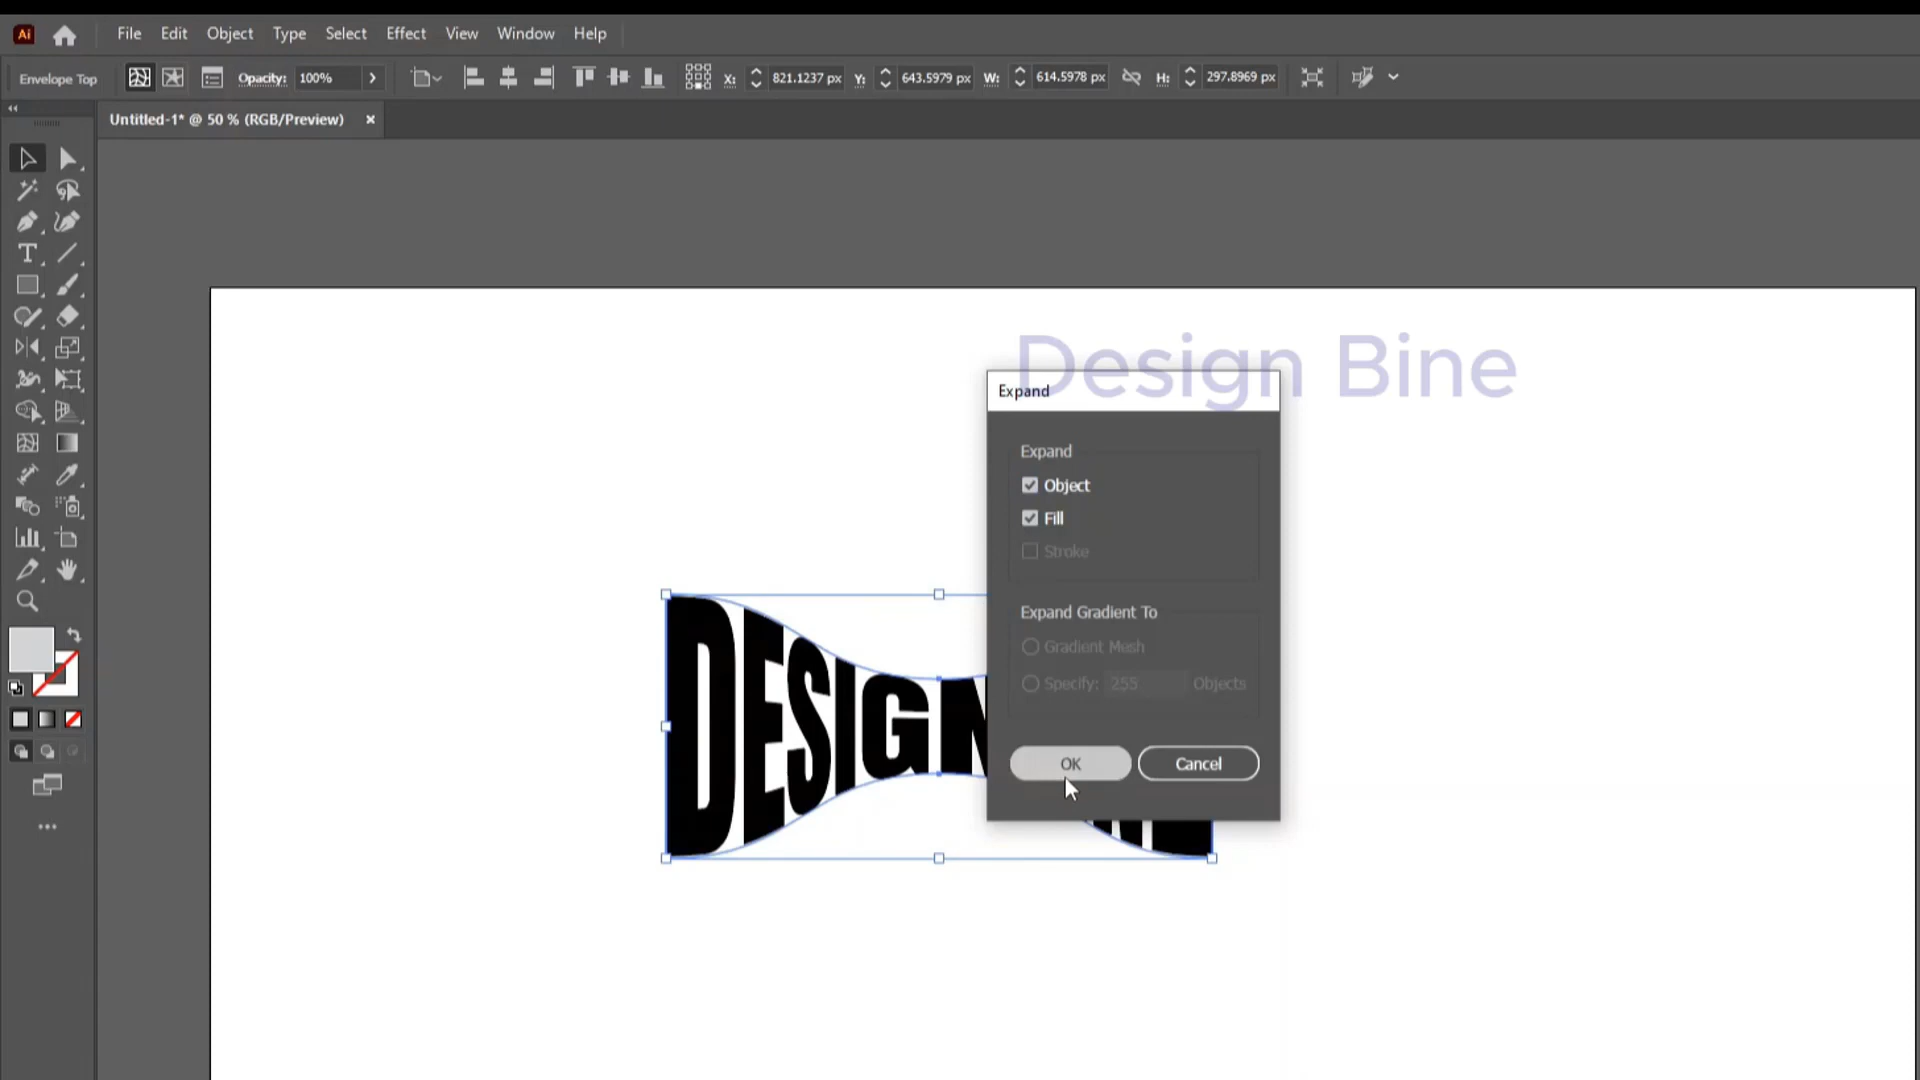 Ai File Edit Object Type Select Effect View Window Help
Envelope Top Opacity: 100% X: 821.1237 px Y: 643.5979 px W: 614.5978 px H: 297.8969 px
Untitled-1* @ 50 % (RGB/Preview) ×
Design Bine
Expand
Expand
Object
Fill
Stroke
Expand Gradient To
Gradient Mesh
Specify: 255 Objects
OK Cancel
DESIGN